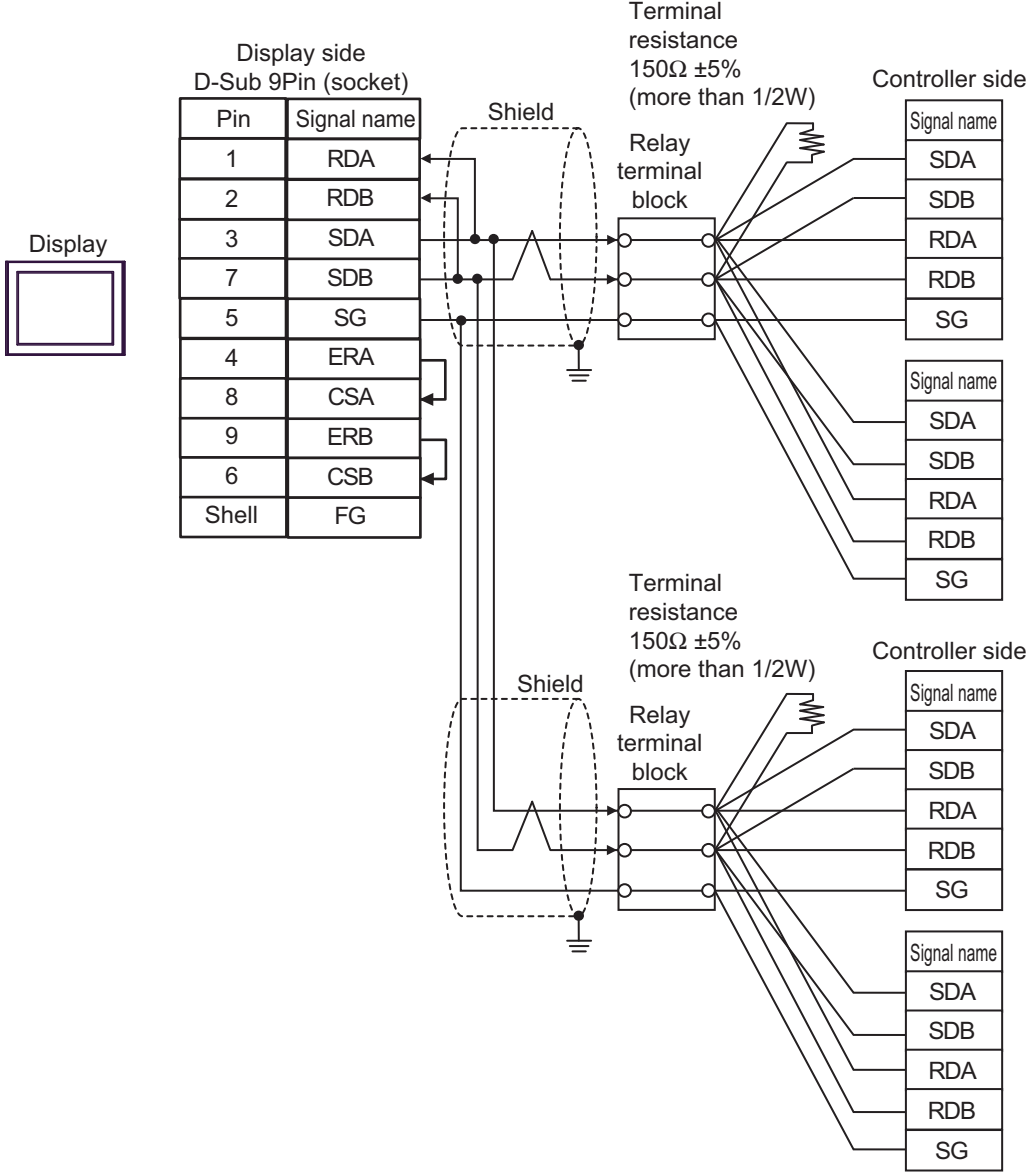 Display
Display side
D-Sub 9Pin (socket)
Pin Signal name
1 RDA
2 RDB
3 SDA
7 SDB
5 SG
4 ERA
8 CSA
9 ERB
6 CSB
Shell FG
Shield
Terminal
resistance
150Ω ±5%
(more than 1/2W)
Relay
terminal
block
Controller side
Signal name
SDA
SDB
RDA
RDB
SG
Signal name
SDA
SDB
RDA
RDB
SG
Shield
Terminal
resistance
150Ω ±5%
(more than 1/2W)
Relay
terminal
block
Controller side
Signal name
SDA
SDB
RDA
RDB
SG
Signal name
SDA
SDB
RDA
RDB
SG